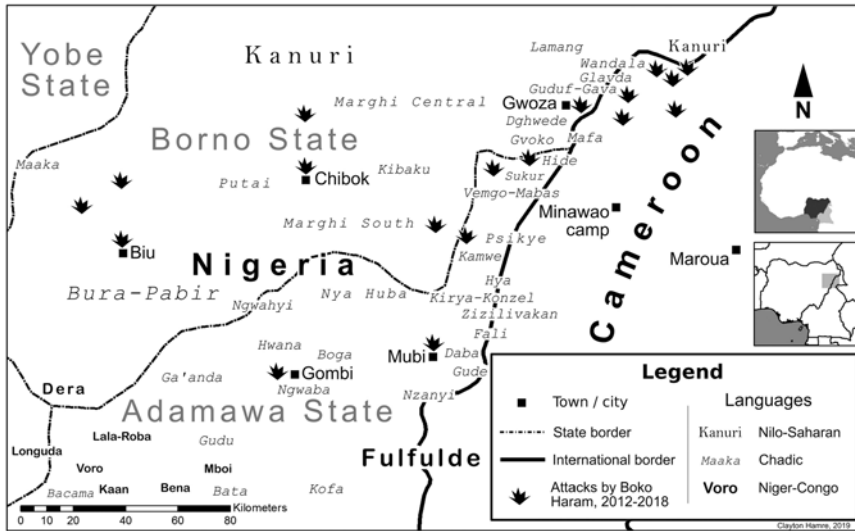 Yobe
State
Kanuri
Lamang
Kanuri
Wandala
Glavda
Guduf-Gava
Marghi Central
Gwoza
Dghwede
N
Borno State
Gvoko
Mafa
Hide
Maaka
Putai
Chibok
Kibaku
Sukur
Vemgo-Mabas
Minawao
camp
Cameroon
Marghi South
Psikye
Maroua
Biu
Nigeria
Kamwe
Bura-Pabir
Ngwahyi
Nya Huba
Hya
Kirya-Konzel
Zizilivakan
Fali
Hwana
Boga
Mubi
Daba
Gude
Ga'anda
Gombi
Ngwaba
Nzanyi
Dera
Adamawa State
Lala-Roba
Gudu
Longuda
Voro
Mboi
Fulfulde
Bacama
Kaan
Bena
Bata
Kofa
Kilometers
0 10 20 40 60 80
Legend
Town / city
State border
International border
Attacks by Boko
Haram, 2012-2018
Languages
Kanuri Nilo-Saharan
Maaka Chadic
Voro Niger-Congo
Clayton Hamre, 2019